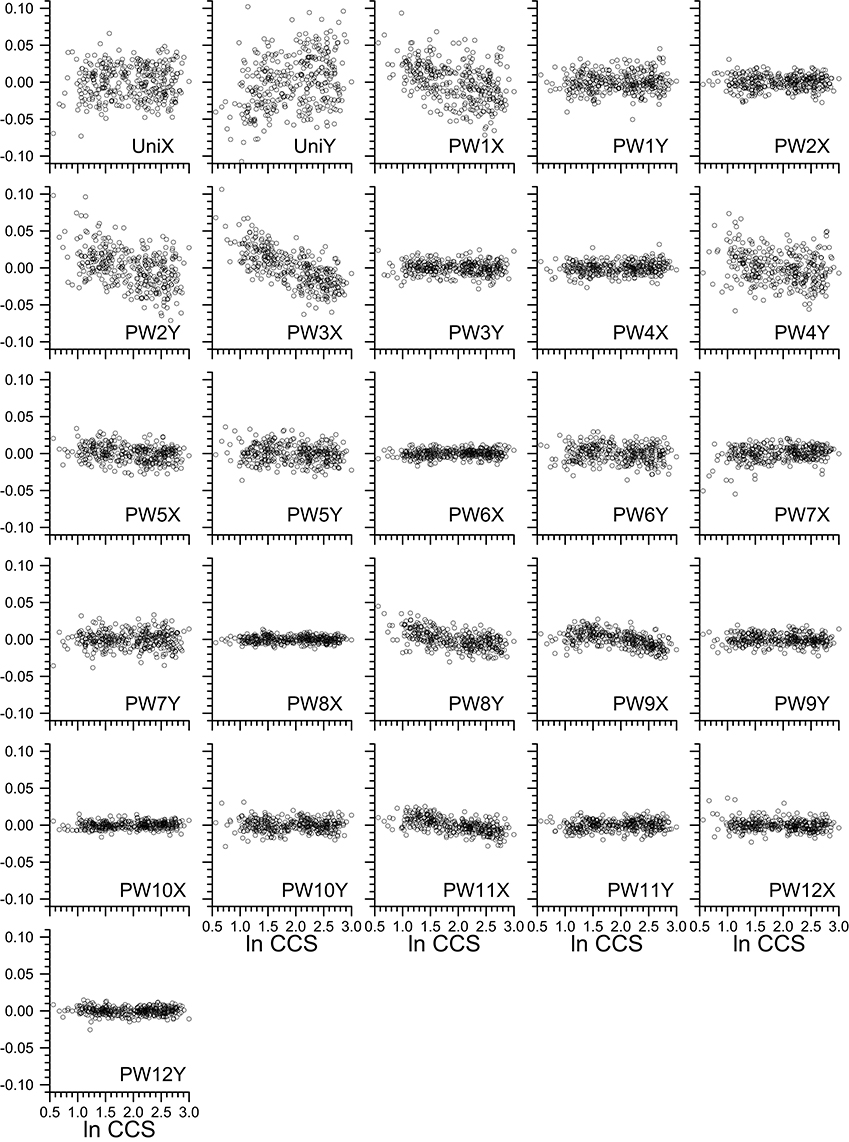 0.10
0.05
0.00
-0.05
-0.10
UniX
UniY
PW1X
PW1Y
PW2X
0.10
0.05
0.00
-0.05
-0.10
PW2Y
PW3X
PW3Y
PW4X
PW4Y
0.10
0.05
0.00
-0.05
-0.10
PW5X
PW5Y
PW6X
PW6Y
PW7X
0.10
0.05
0.00
-0.05
-0.10
PW7Y
PW8X
PW8Y
PW9X
PW9Y
0.10
0.05
0.00
-0.05
-0.10
PW10X
PW10Y
PW11X
PW11Y
PW12X
0.5 1.0 1.5 2.0 2.5 3.0
0.5 1.0 1.5 2.0 2.5 3.0
0.5 1.0 1.5 2.0 2.5 3.0
0.5 1.0 1.5 2.0 2.5 3.0
ln CCS
ln CCS
ln CCS
ln CCS
0.10
0.05
0.00
-0.05
-0.10
PW12Y
0.5 1.0 1.5 2.0 2.5 3.0
ln CCS